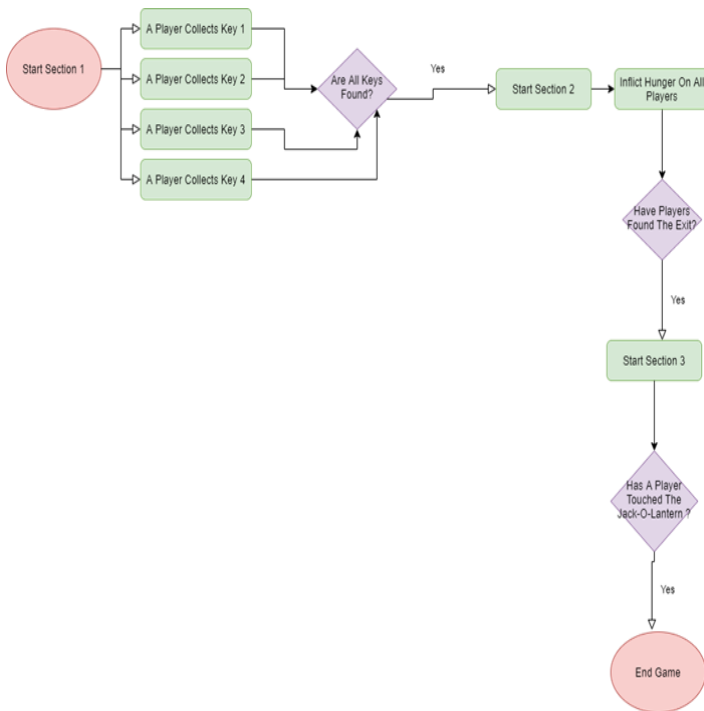 Start Section 1
A Player Collects Key 1
A Player Collects Key 2
A Player Collects Key 3
A Player Collects Key 4
Are All Keys
Found?
Yes
Start Section 2
Inflict Hunger On All
Players
Have Players
Found The Exit?
Yes
Start Section 3
Has A Player
Touched The
Jack-O-Lantern ?
Yes
End Game